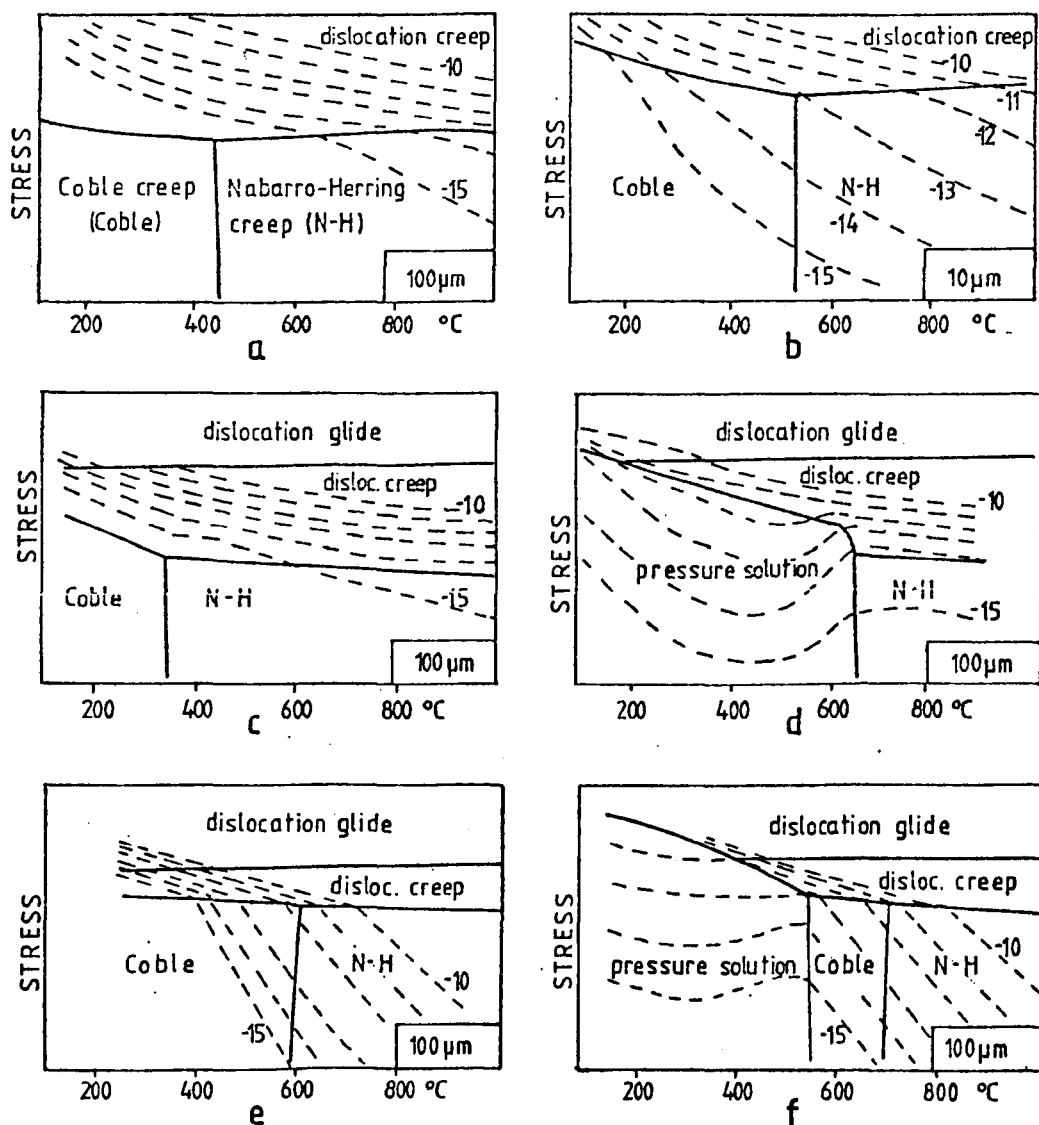 dislocation creep
-10
Coble creep
(Coble)
Nabarro-Herring
creep (N-H)
-15
100µm
STRESS
200 400 600 800 °C
a
dislocation creep
-10
-11
-12
Coble
N-H
-13
-14
-15
10µm
STRESS
200 400 600 800 °C
b
dislocation glide
disloc. creep
-10
Coble
N-H
-15
100µm
STRESS
200 400 600 800 °C
c
dislocation glide
disloc. creep
-10
pressure solution
N-H
-15
100µm
STRESS
200 400 600 800 °C
d
dislocation glide
disloc. creep
Coble
N-H
-10
-15
100µm
STRESS
200 400 600 800 °C
e
dislocation glide
disloc. creep
pressure solution
Coble
N-H
-10
-15
100µm
STRESS
200 400 600 800 °C
f